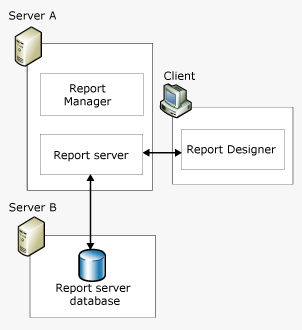 Server A
Report
Manager
Client
Report server
Report Designer
Server B
Report server
database